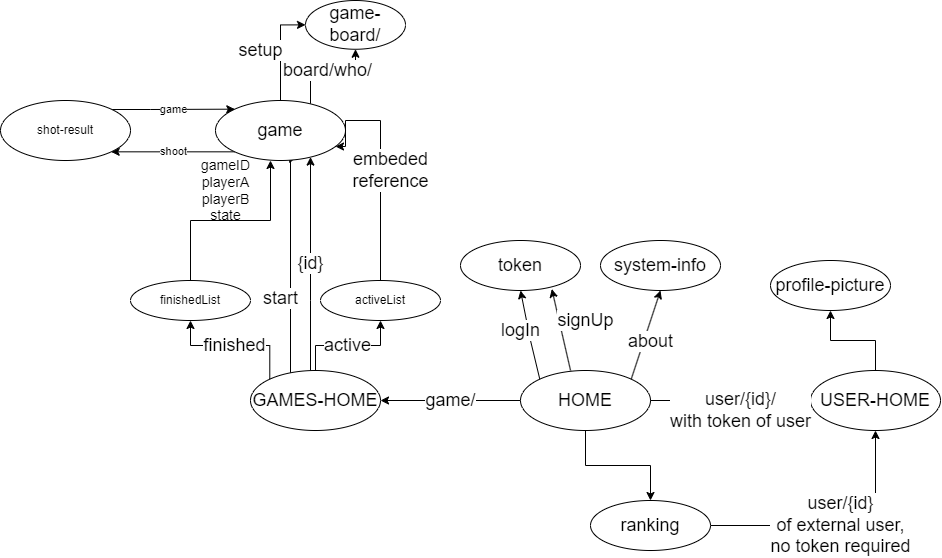 game-
board/
setup
board/who/
game
shot-result
game
shoot
embeded
reference
gameID
playerA
playerB
state
{id}
start
finishedList
activeList
finished
active
token
system-info
profile-picture
logIn
signUp
about
GAMES-HOME
game/
HOME
user/{id}/
with token of user
USER-HOME
ranking
user/{id}
of external user,
no token required